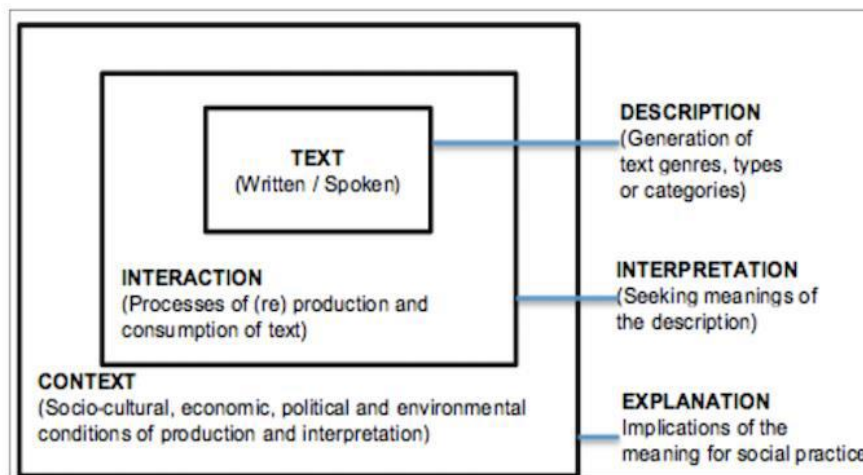 TEXT
(Written / Spoken)
INTERACTION
(Processes of (re) production and
consumption of text)
CONTEXT
(Socio-cultural, economic, political and environmental
conditions of production and interpretation)
DESCRIPTION
(Generation of
text genres, types
or categories)
INTERPRETATION
(Seeking meanings of
the description)
EXPLANATION
Implications of the
meaning for social practice